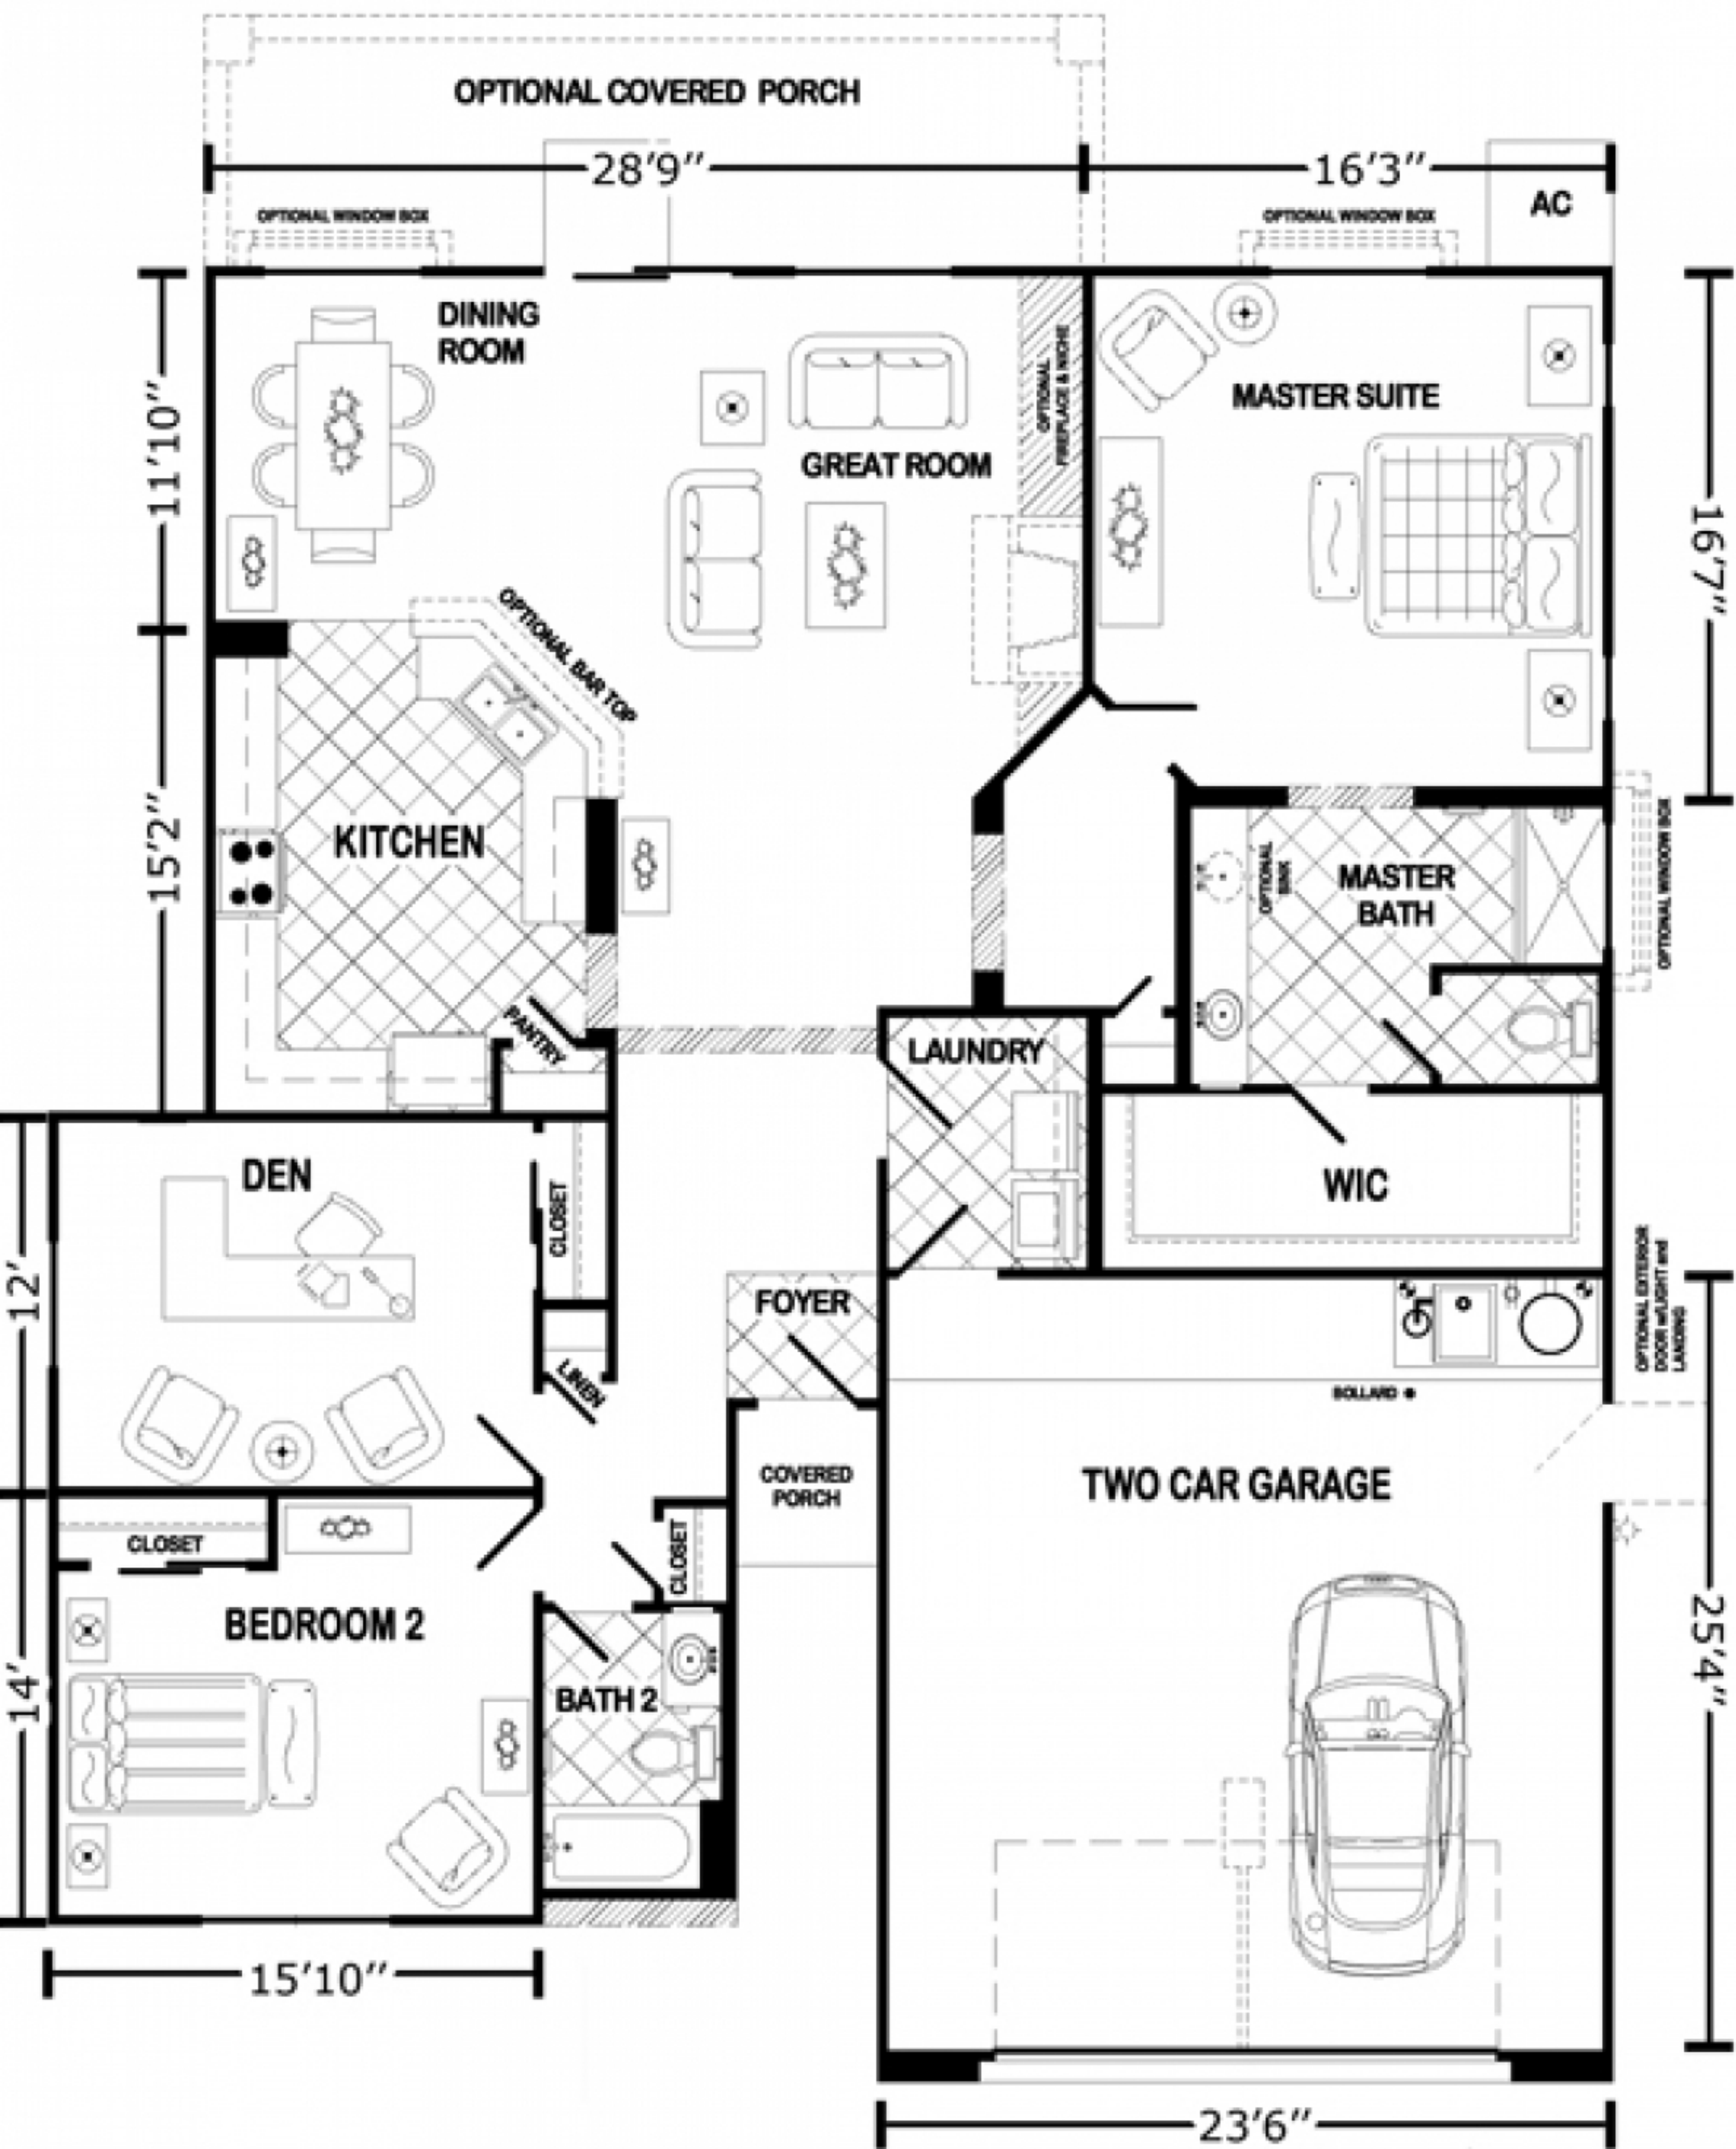 OPTIONAL COVERED PORCH
28'9"
16'3"
AC
OPTIONAL WINDOW BOX
OPTIONAL WINDOW BOX
DINING
ROOM
OPTIONAL
FIREPLACE & NICHE
MASTER SUITE
11'10"
GREAT ROOM
16'7"
OPTIONAL BAR TOP
15'2"
KITCHEN
OPTIONAL
SINK
MASTER
BATH
OPTIONAL WINDOW BOX
PANTRY
LAUNDRY
DEN
CLOSET
WIC
12'
FOYER
OPTIONAL EXTERIOR
DOOR w/LIGHT and
LANDING
LINEN
BOLLARD
COVERED
PORCH
TWO CAR GARAGE
CLOSET
CLOSET
BEDROOM 2
14'
BATH 2
25'4"
15'10"
23'6"